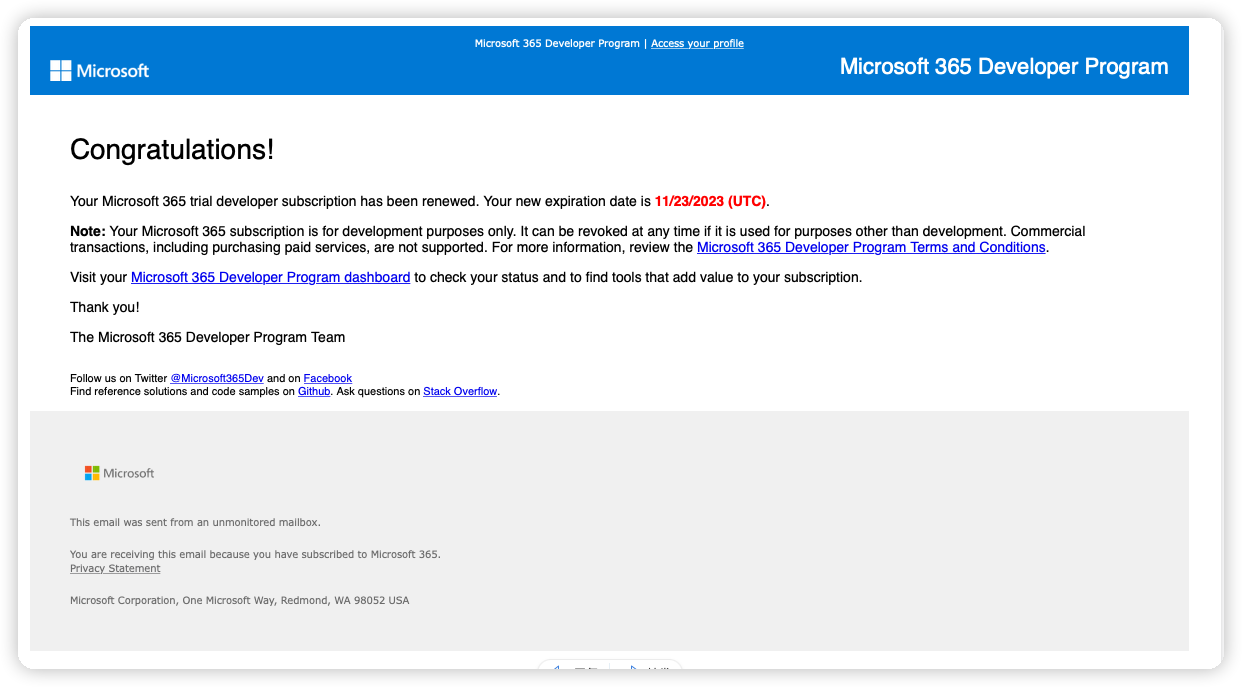 Microsoft 365 Developer Program | Access your profile
Microsoft
Microsoft 365 Developer Program
Congratulations!
Your Microsoft 365 trial developer subscription has been renewed. Your new expiration date is 11/23/2023 (UTC).
Note: Your Microsoft 365 subscription is for development purposes only. It can be revoked at any time if it is used for purposes other than development. Commercial
transactions, including purchasing paid services, are not supported. For more information, review the Microsoft 365 Developer Program Terms and Conditions.
Visit your Microsoft 365 Developer Program dashboard to check your status and to find tools that add value to your subscription.
Thank you!
The Microsoft 365 Developer Program Team
Follow us on Twitter @Microsoft365Dev and on Facebook
Find reference solutions and code samples on Github. Ask questions on Stack Overflow.
Microsoft
This email was sent from an unmonitored mailbox.
You are receiving this email because you have subscribed to Microsoft 365.
Privacy Statement
Microsoft Corporation, One Microsoft Way, Redmond, WA 98052 USA